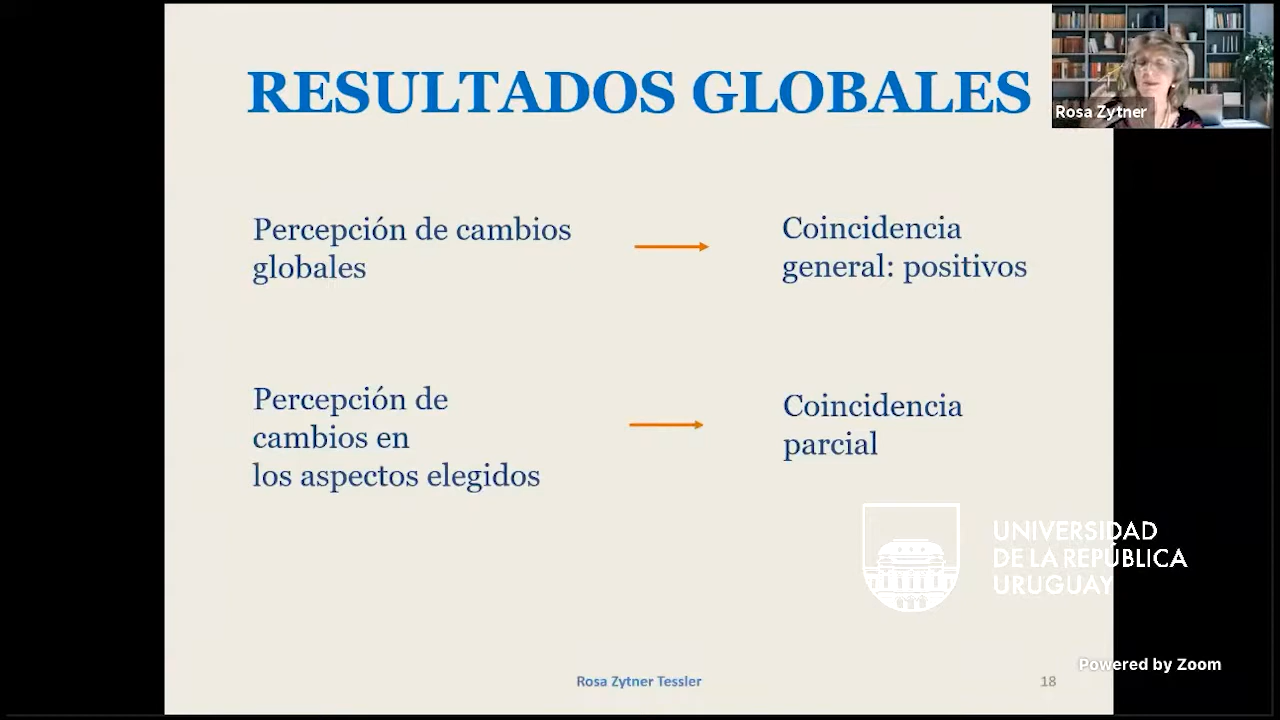 RESULTADOS GLOBALES
Rosa Zytner
Percepción de cambios
globales
Coincidencia
general: positivos
Percepción de
cambios en
los aspectos elegidos
Coincidencia
parcial
UNIVERSIDAD
DE LA REPÚBLICA
URUGUAY
Powered by Zoom
Rosa Zytner Tessler
18